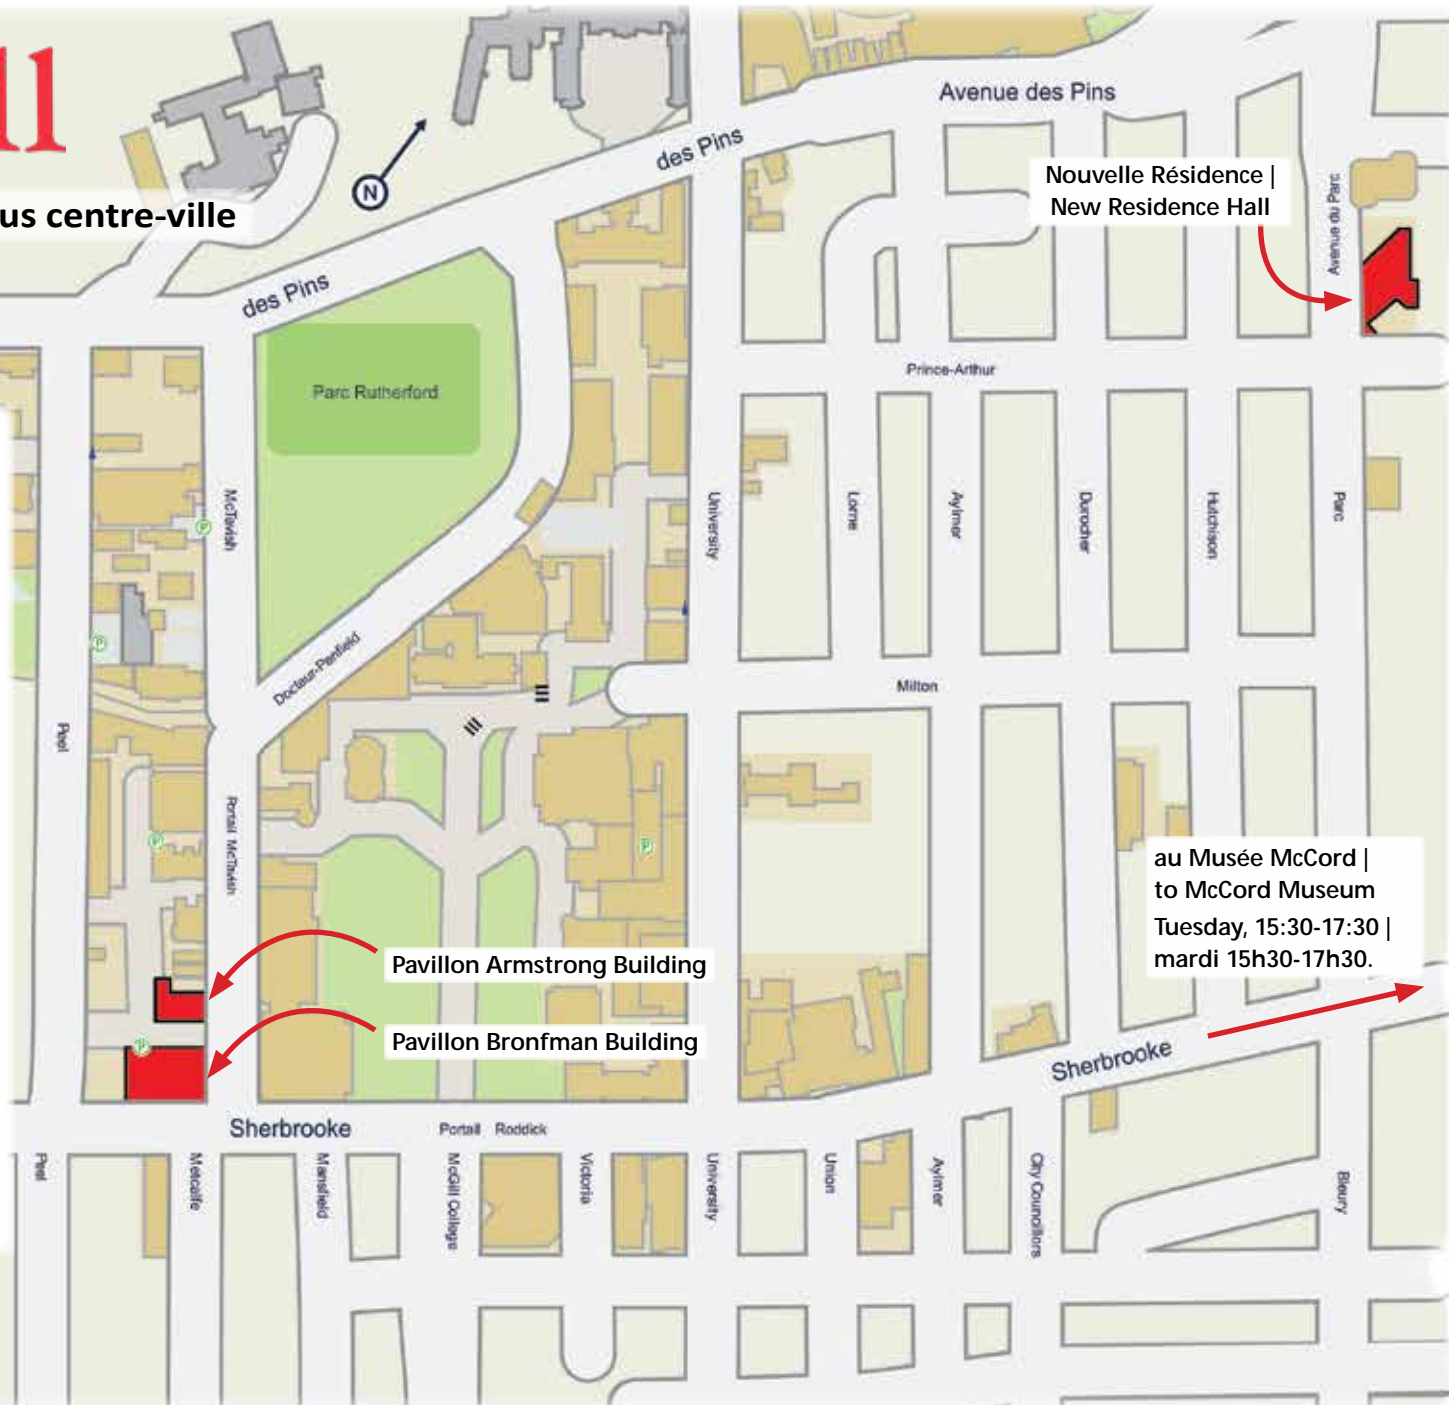 ll
us centre-ville
N
Avenue des Pins
des Pins
des Pins
Nouvelle Résidence |
New Residence Hall
Avenue du Parc
Parc Rutherford
Prince-Arthur
McTavish
University
Lorne
Aylmer
Durocher
Hutchison
Parc
P
P
Docteur-Penfield
Milton
Peel
Portail McTavish
P
P
au Musée McCord |
to McCord Museum
Tuesday, 15:30-17:30 |
mardi 15h30-17h30.
Pavillon Armstrong Building
Pavillon Bronfman Building
P
Sherbrooke
Sherbrooke
Portail Roddick
Peel
Metcalfe
Mansfield
McGill College
Victoria
University
Union
Aylmer
City Councillors
Bleury